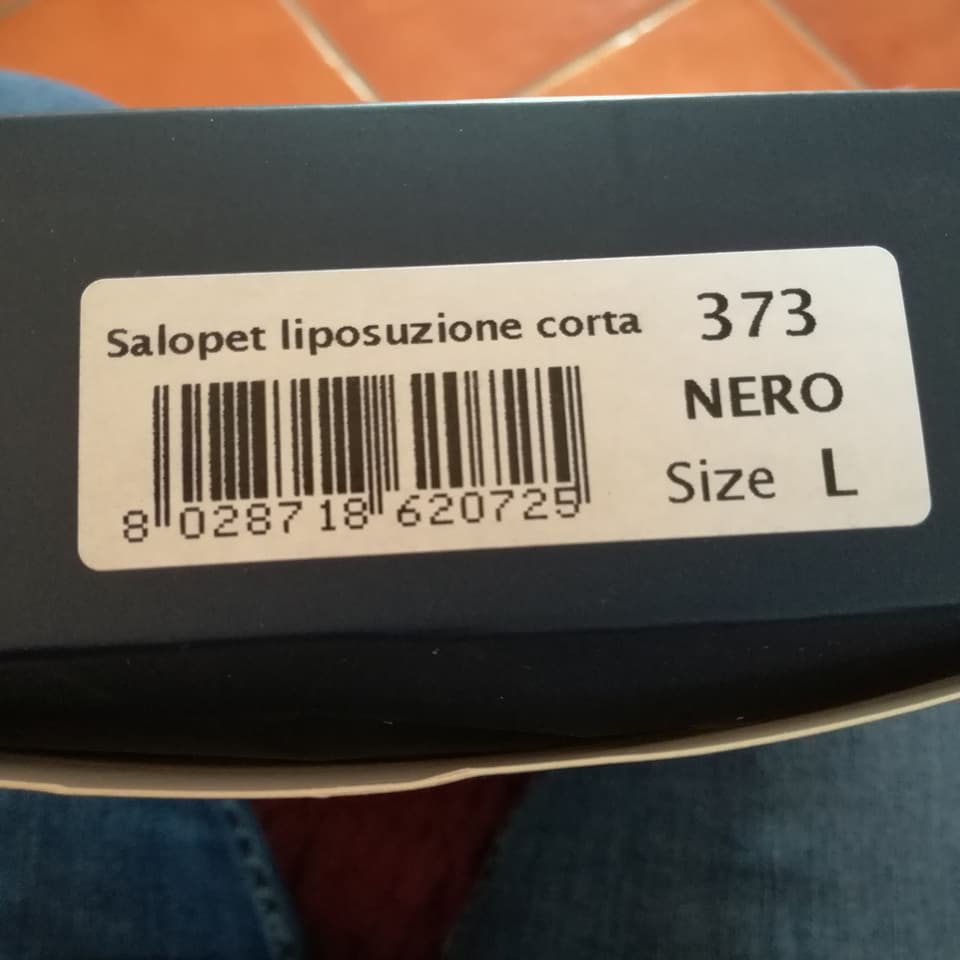 Salopet liposuzione corta
373
NERO
Size L
8 028718 620725